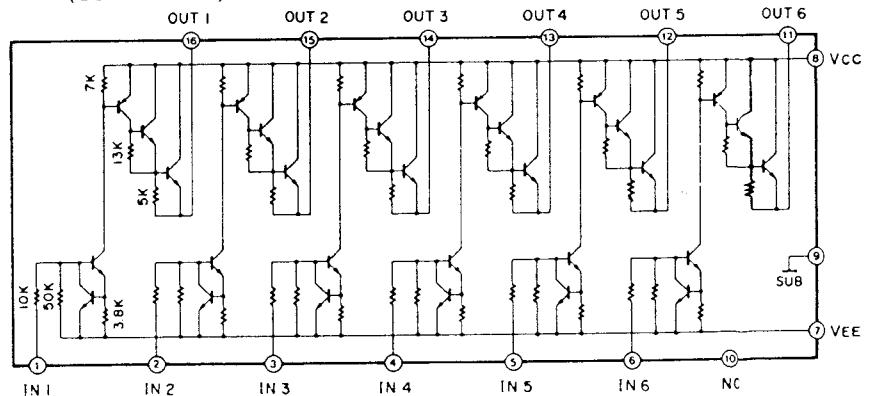 OUT 1 OUT 2 OUT 3 OUT 4 OUT 5 OUT 6
16 15 14 13 12 11
8 VCC
7K
13K
5K
9
SUB
10K
50K
3.8K
7 VEE
1 2 3 4 5 6 10
IN 1 IN 2 IN 3 IN 4 IN 5 IN 6 NC